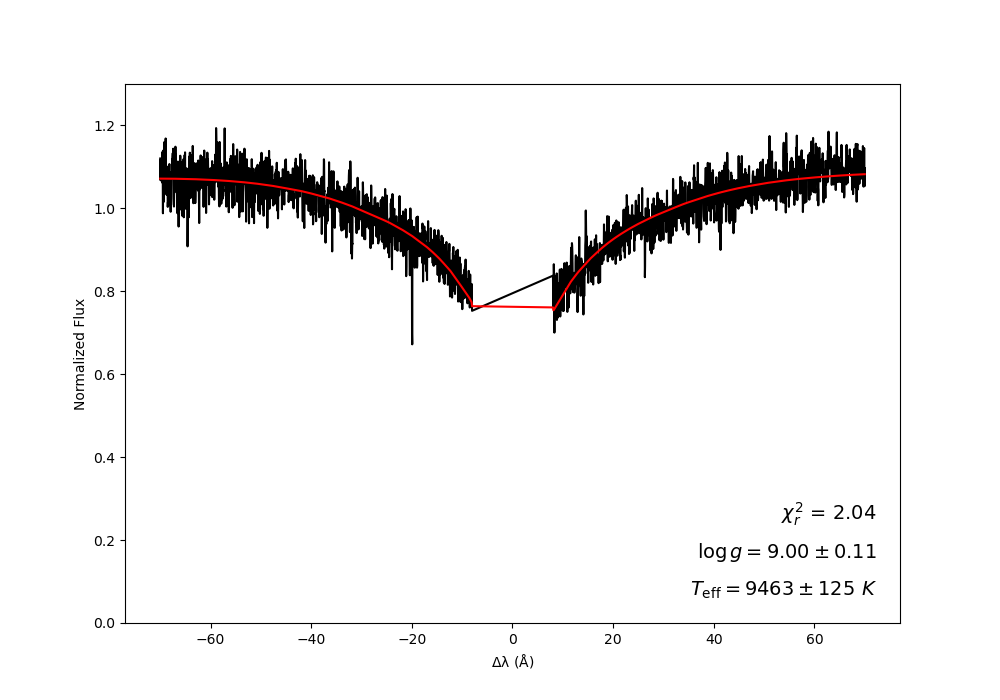 1.2
1.0
0.8
0.6
0.4
0.2
0.0
Normalized Flux
χ²ᵣ = 2.04
log g = 9.00 ± 0.11
T_eff = 9463 ± 125 K
−60 −40 −20 0 20 40 60
Δλ (Å)